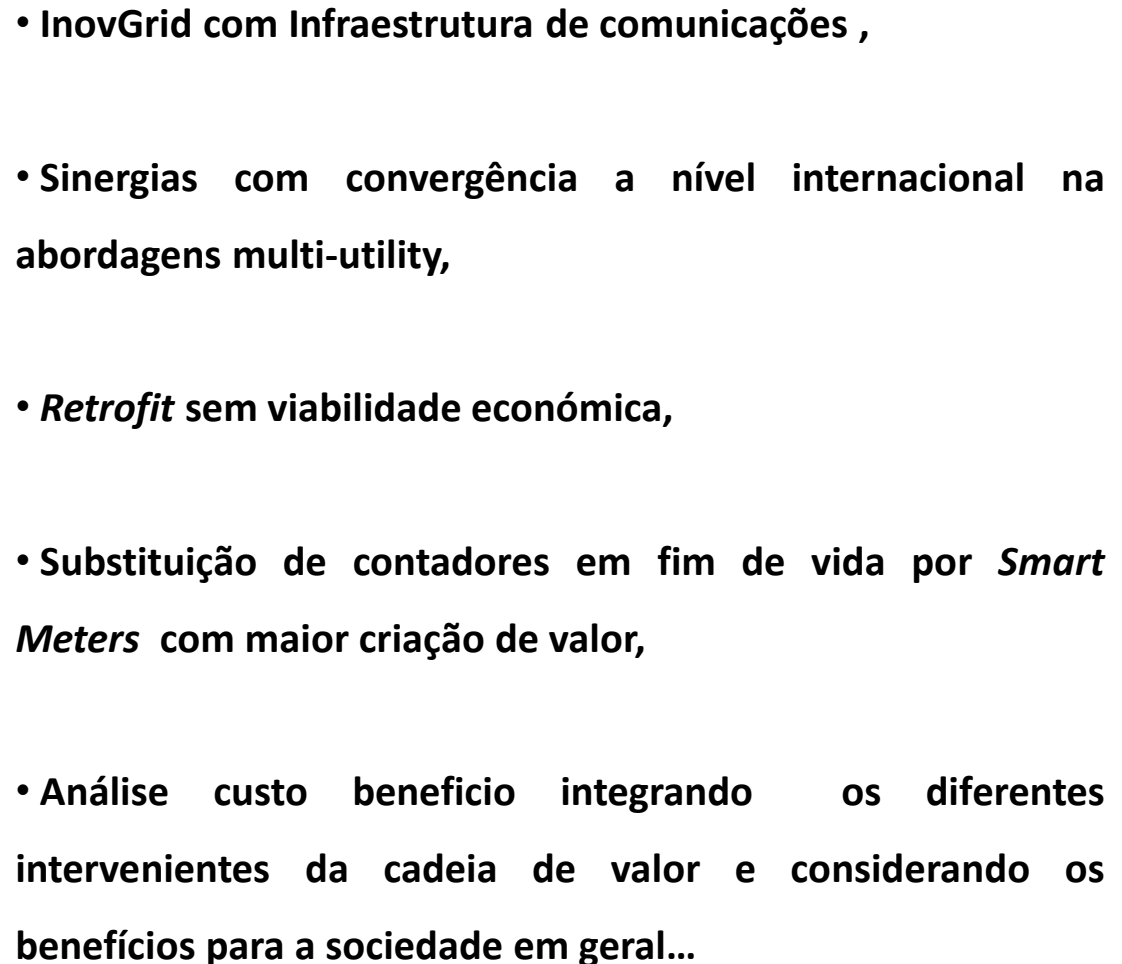 • InovGrid com Infraestrutura de comunicações ,
• Sinergias com convergência a nível internacional na
abordagens multi-utility,
• Retrofit sem viabilidade económica,
• Substituição de contadores em fim de vida por Smart
Meters com maior criação de valor,
• Análise custo beneficio integrando os diferentes
intervenientes da cadeia de valor e considerando os
benefícios para a sociedade em geral…